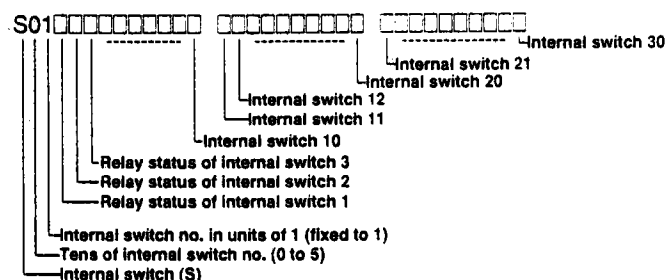 S01
Internal switch 30
Internal switch 21
Internal switch 20
Internal switch 12
Internal switch 11
Internal switch 10
Relay status of internal switch 3
Relay status of internal switch 2
Relay status of internal switch 1
Internal switch no. in units of 1 (fixed to 1)
Tens of internal switch no. (0 to 5)
Internal switch (S)